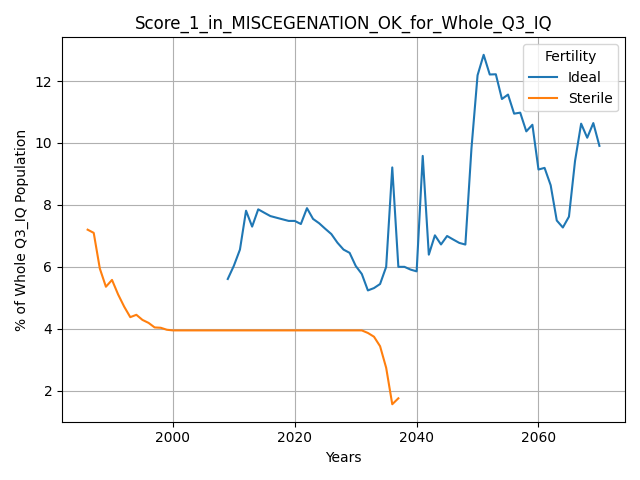 Score_1_in_MISCEGENATION_OK_for_Whole_Q3_IQ
Fertility
Ideal
Sterile
% of Whole Q3_IQ Population
12
10
8
6
4
2
2000 2020 2040 2060
Years